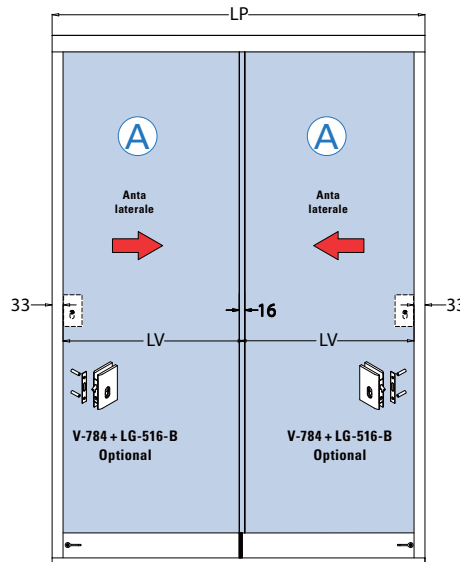 LP
A
A
Anta
laterale
Anta
laterale
33
16
33
LV
LV
V-784 + LG-516-B
Optional
V-784 + LG-516-B
Optional